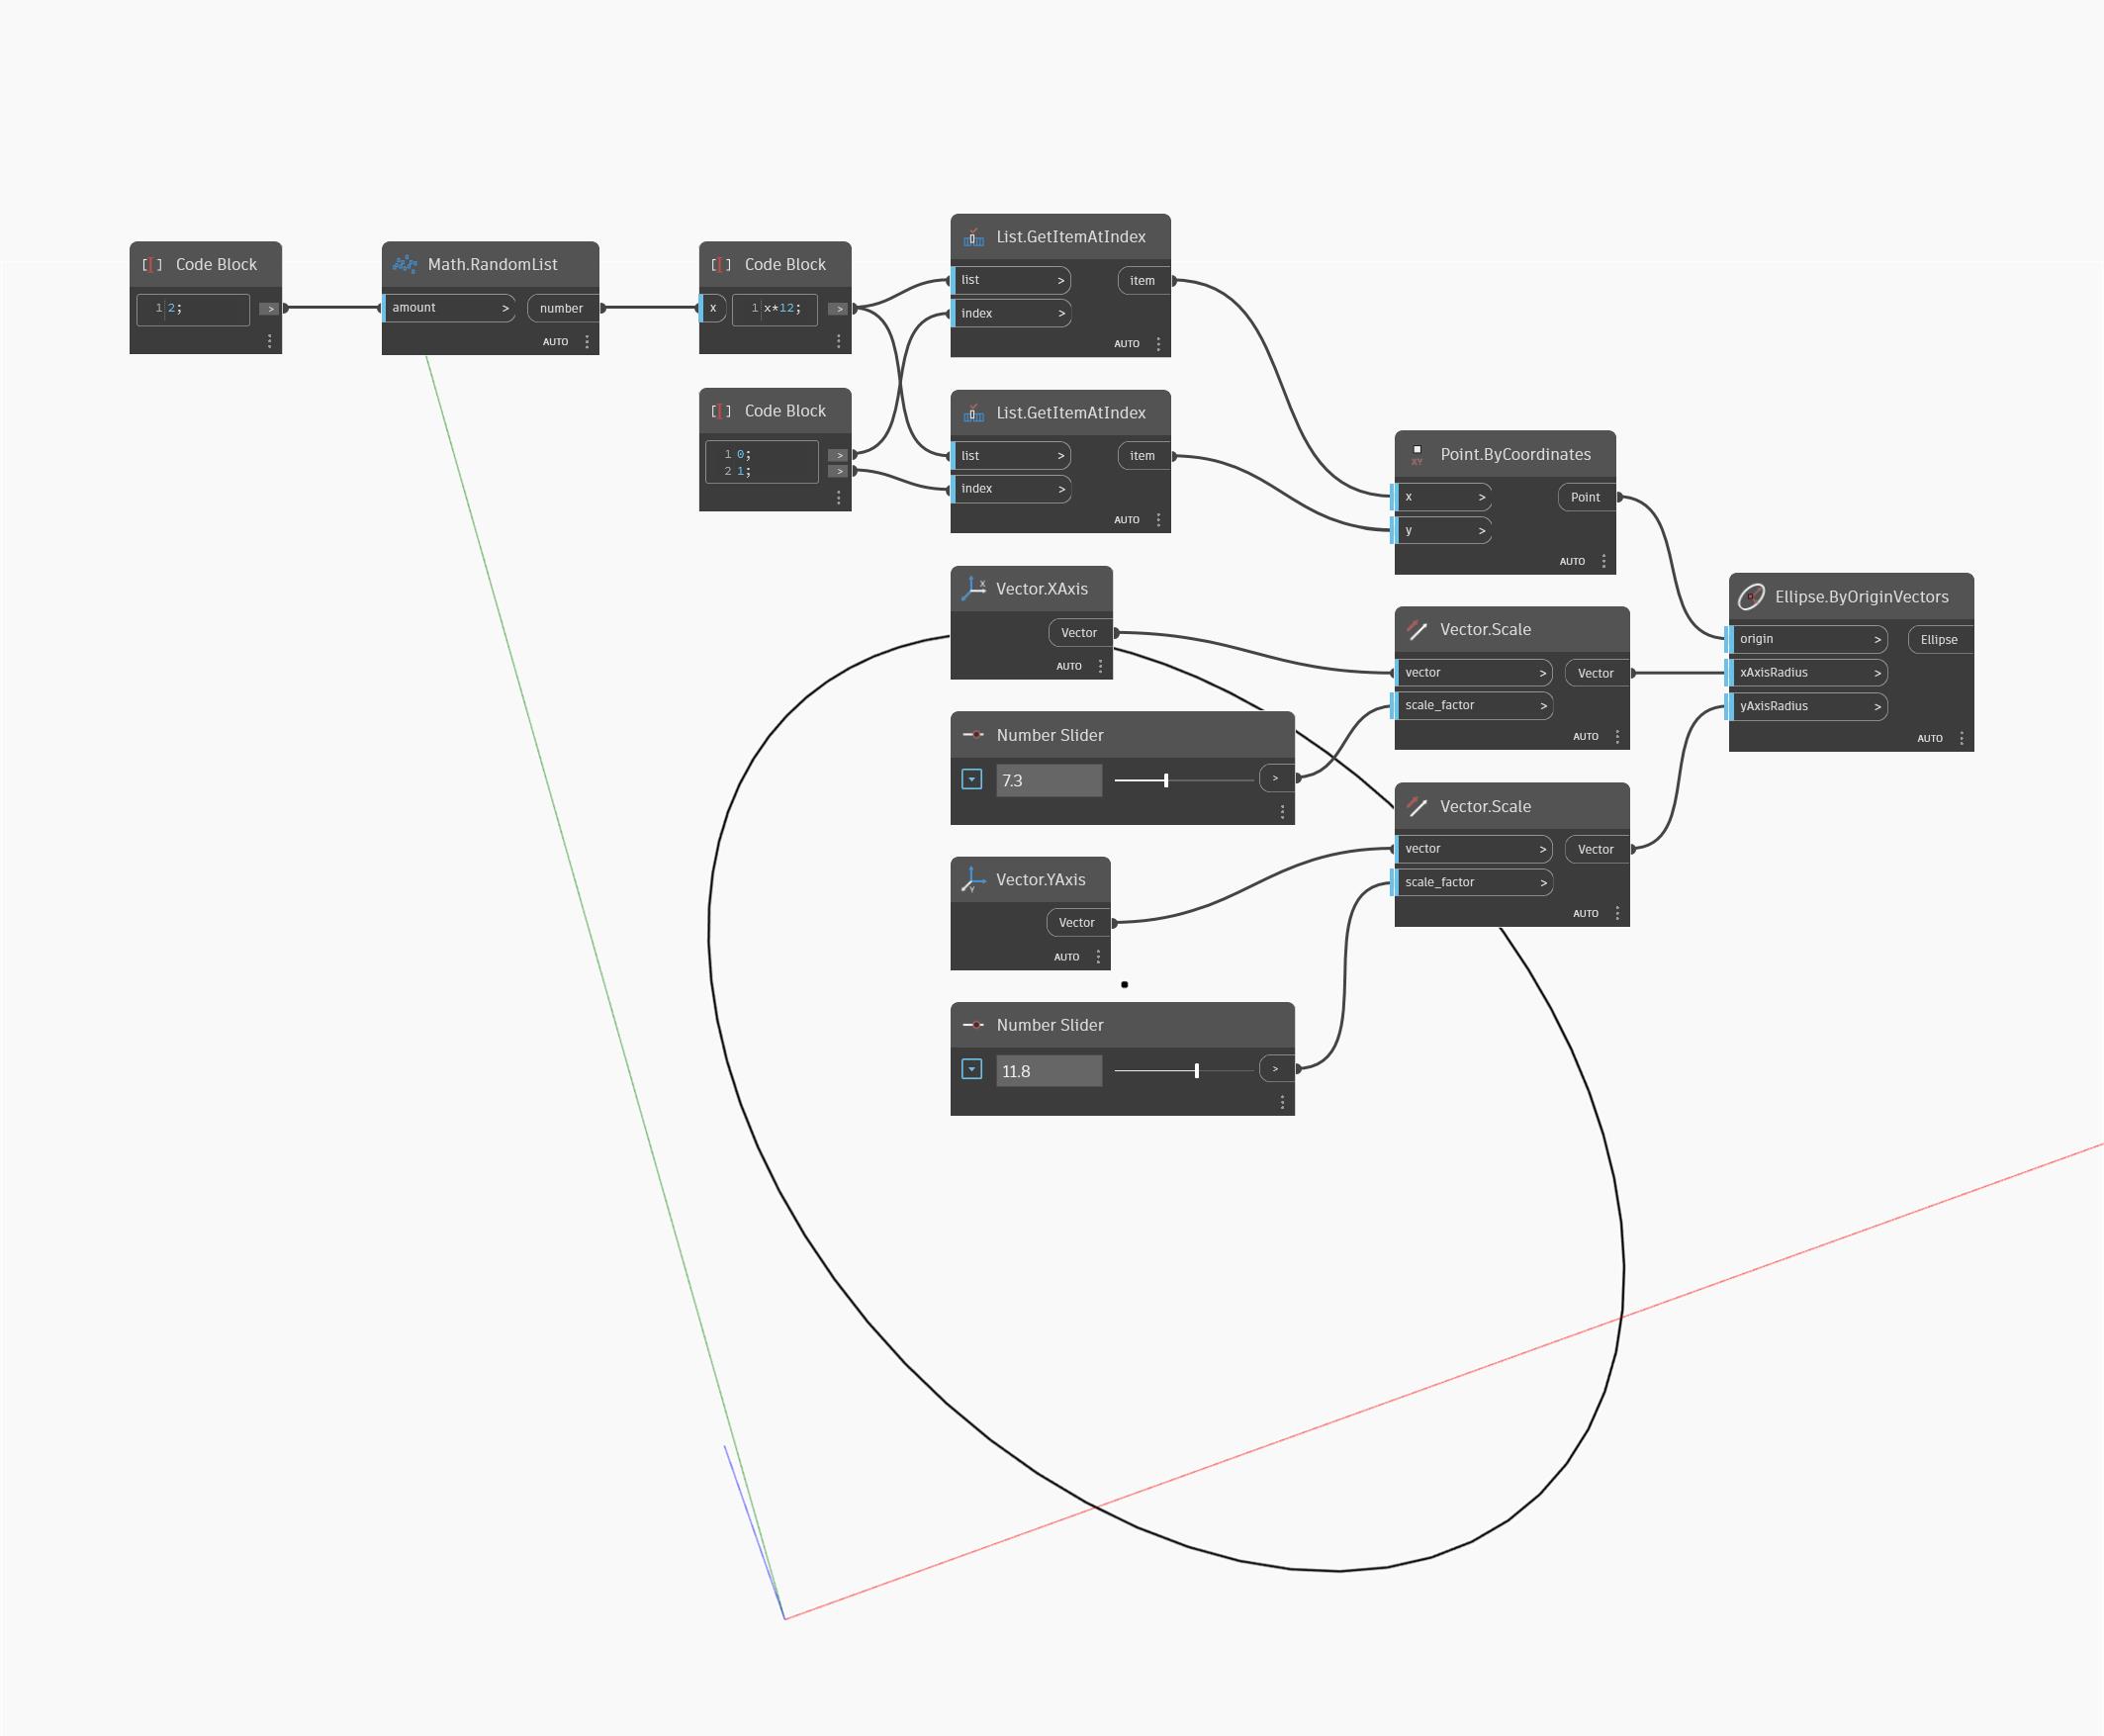 Code Block
1 2; >
Math.RandomList
amount > number
AUTO
Code Block
x 1 x*12; >
Code Block
1 0; >
2 1; >
List.GetItemAtIndex
list > item
index >
AUTO
List.GetItemAtIndex
list > item
index >
AUTO
X Vector.XAxis
Vector
AUTO
Number Slider
7.3 >
Y Vector.YAxis
Vector
AUTO
Number Slider
11.8 >
XY Point.ByCoordinates
x > Point
y >
AUTO
Vector.Scale
vector > Vector
scale_factor >
AUTO
Vector.Scale
vector > Vector
scale_factor >
AUTO
Ellipse.ByOriginVectors
origin > Ellipse
xAxisRadius >
yAxisRadius >
AUTO